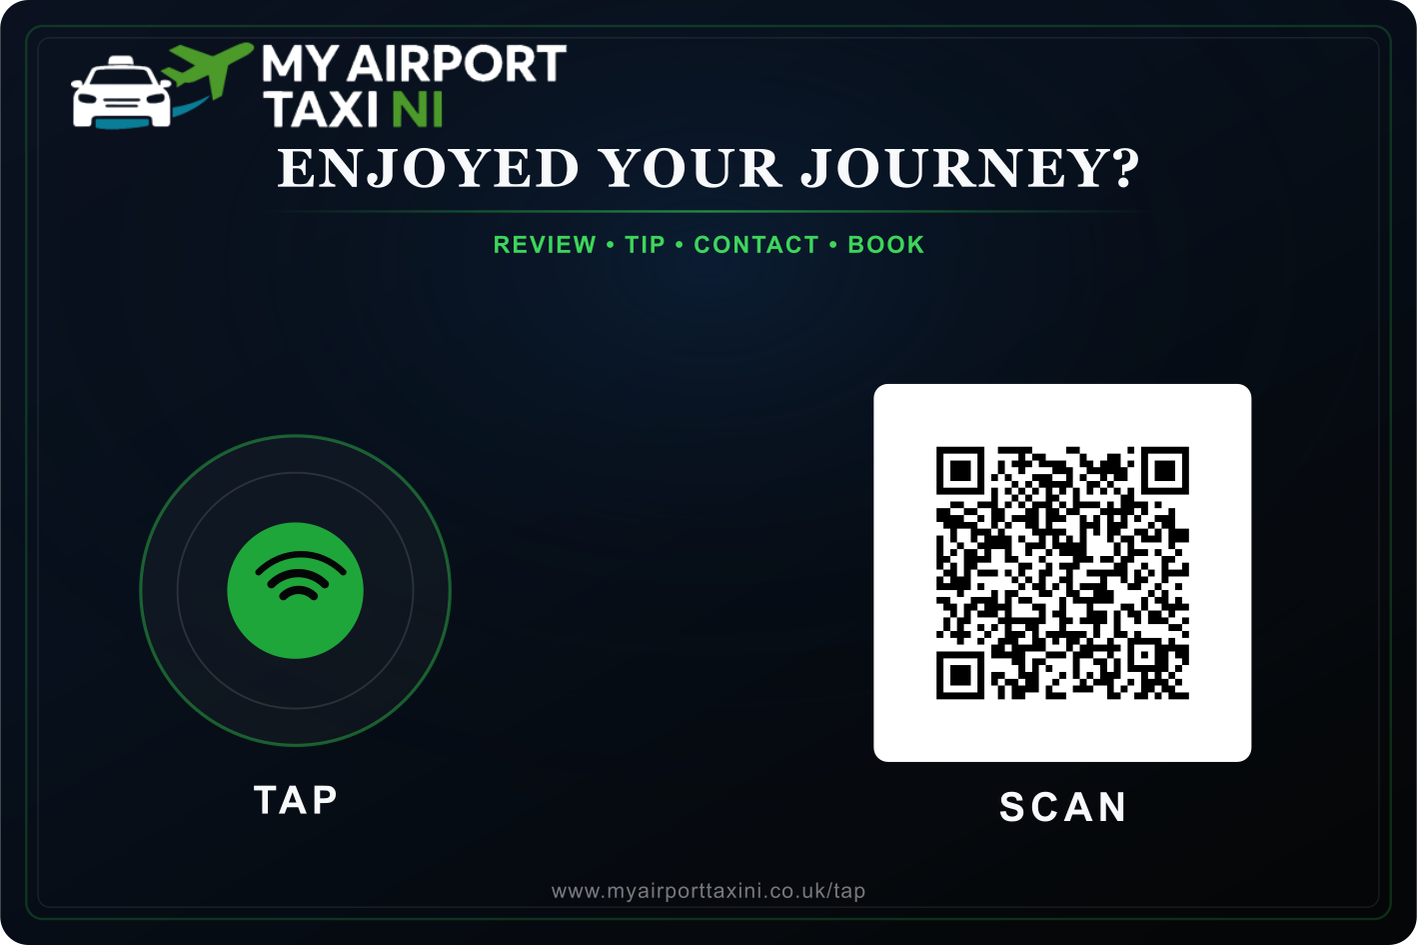 MY AIRPORT
TAXI NI
ENJOYED YOUR JOURNEY?
REVIEW • TIP • CONTACT • BOOK
TAP
SCAN
www.myairporttaxini.co.uk/tap